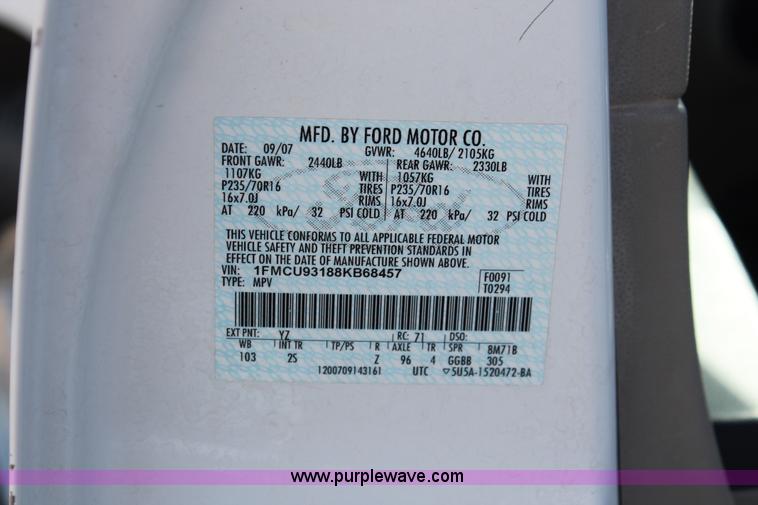 MFD. BY FORD MOTOR CO.
DATE: 09/07 GVWR: 4640LB/ 2105KG
FRONT GAWR: 2440LB REAR GAWR: 2330LB
1107KG WITH 1057KG WITH
P235/70R16 TIRES P235/70R16 TIRES
16x7.0J RIMS 16x7.0J RIMS
AT 220 kPa/ 32 PSI COLD AT 220 kPa/ 32 PSI COLD
THIS VEHICLE CONFORMS TO ALL APPLICABLE FEDERAL MOTOR
VEHICLE SAFETY AND THEFT PREVENTION STANDARDS IN
EFFECT ON THE DATE OF MANUFACTURE SHOWN ABOVE.
VIN: 1FMCU93188KB68457 F0091
TYPE: MPV T0294
EXT PNT: YZ RC: 71 DSO:
WB INT TR TP/PS R AXLE TR SPR 8M71B
103 2S Z 96 4 GGBB 305
1200709143161 UTC ▽5U5A-1520472-BA
www.purplewave.com